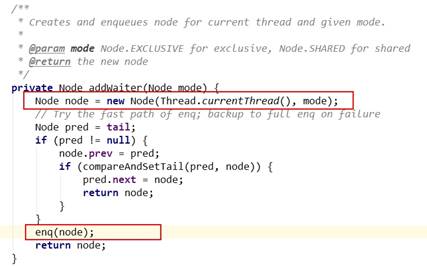 /**
 * Creates and enqueues node for current thread and given mode.
 *
 * @param mode Node.EXCLUSIVE for exclusive, Node.SHARED for shared
 * @return the new node
 */
private Node addWaiter(Node mode) {
    Node node = new Node(Thread.currentThread(), mode);
    // Try the fast path of enq; backup to full enq on failure
    Node pred = tail;
    if (pred != null) {
        node.prev = pred;
        if (compareAndSetTail(pred, node)) {
            pred.next = node;
            return node;
        }
    }
    enq(node);
    return node;
}